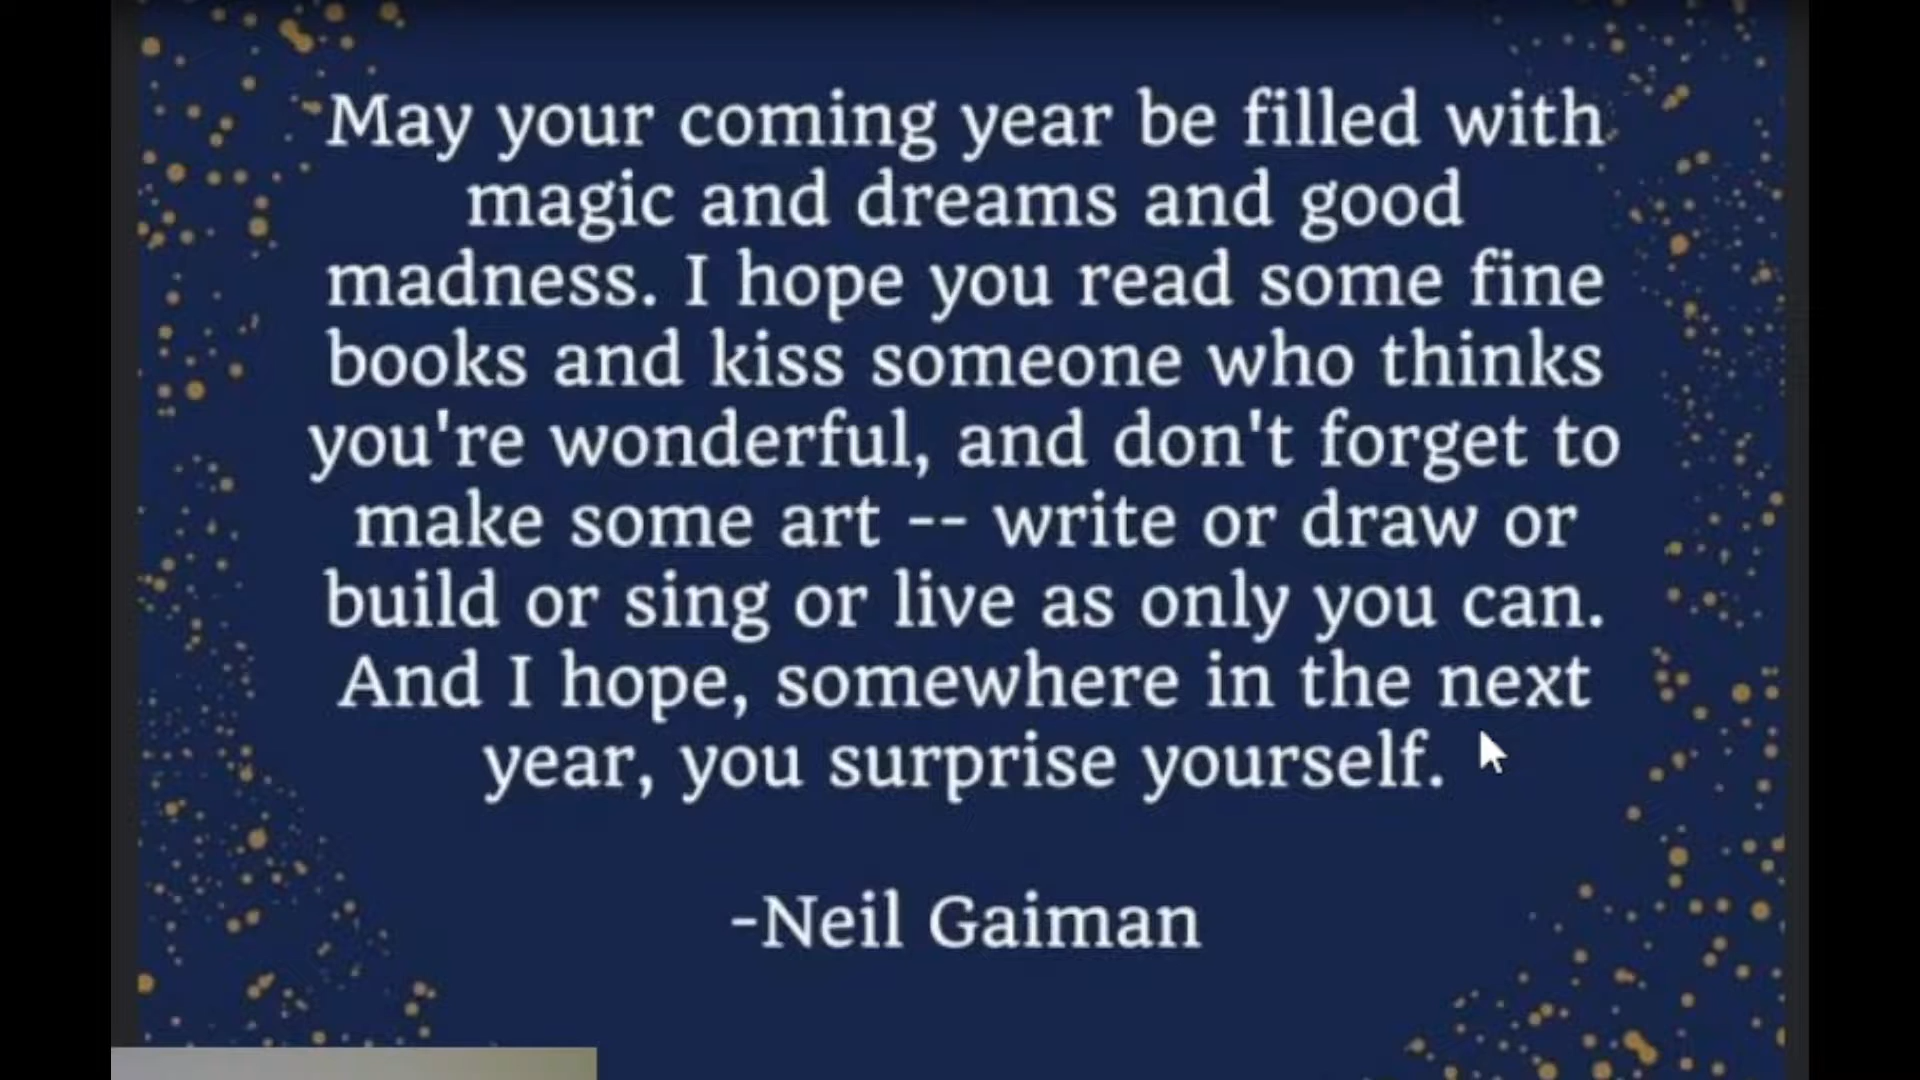 May your coming year be filled with
magic and dreams and good
madness. I hope you read some fine
books and kiss someone who thinks
you're wonderful, and don't forget to
make some art -- write or draw or
build or sing or live as only you can.
And I hope, somewhere in the next
year, you surprise yourself.
-Neil Gaiman